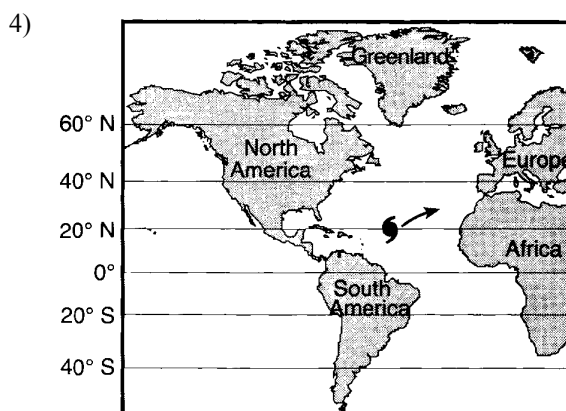 4)
Greenland
60° N
North
America
Europe
40° N
20° N
Africa
0°
South
America
20° S
40° S